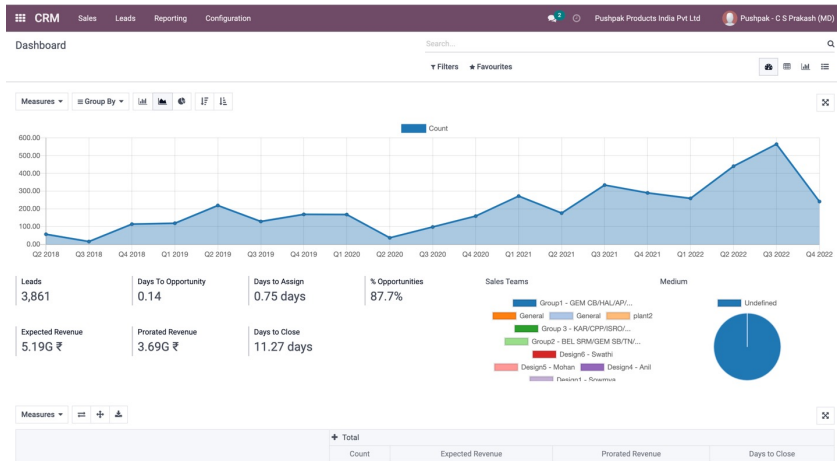 CRM Sales Leads Reporting Configuration 2 Pushpak Products India Pvt Ltd Pushpak - C S Prakash (MD)
Dashboard Search...
Filters Favourites
Measures Group By
Count
600.00
500.00
400.00
300.00
200.00
100.00
0.00
Q2 2018 Q3 2018 Q4 2018 Q1 2019 Q2 2019 Q3 2019 Q4 2019 Q1 2020 Q2 2020 Q3 2020 Q4 2020 Q1 2021 Q2 2021 Q3 2021 Q4 2021 Q1 2022 Q2 2022 Q3 2022 Q4 2022
Leads Days To Opportunity Days to Assign % Opportunities Sales Teams Medium
3,861 0.14 0.75 days 87.7%
Group1 - GEM CB/HAL/AP/... Undefined
General General plant2
Group 3 - KAR/CPP/ISRO/...
Expected Revenue Prorated Revenue Days to Close
5.19G ₹ 3.69G ₹ 11.27 days
Group2 - BEL SRM/GEM SB/TN/...
Design6 - Swathi
Design5 - Mohan Design4 - Anil
Design1 - Sowmya
Measures
+ Total
Count Expected Revenue Prorated Revenue Days to Close